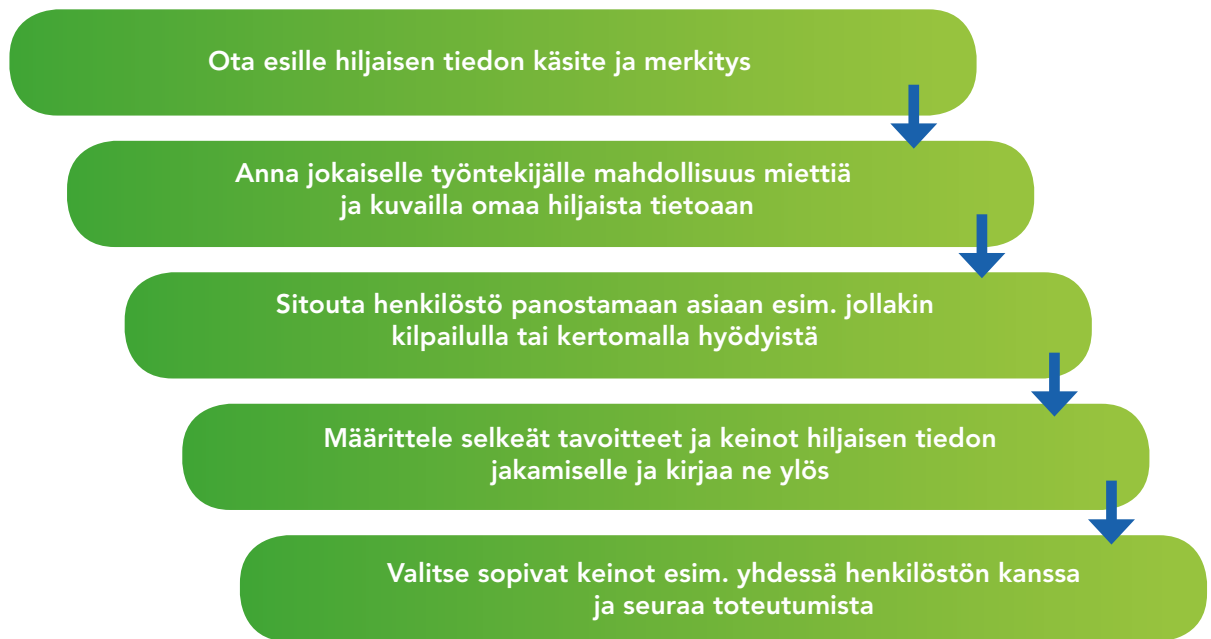 Ota esille hiljaisen tiedon käsite ja merkitys
Anna jokaiselle työntekijälle mahdollisuus miettiä
ja kuvailla omaa hiljaista tietoaan
Sitouta henkilöstö panostamaan asiaan esim. jollakin
kilpailulla tai kertomalla hyödyistä
Määrittele selkeät tavoitteet ja keinot hiljaisen tiedon
jakamiselle ja kirjaa ne ylös
Valitse sopivat keinot esim. yhdessä henkilöstön kanssa
ja seuraa toteutumista